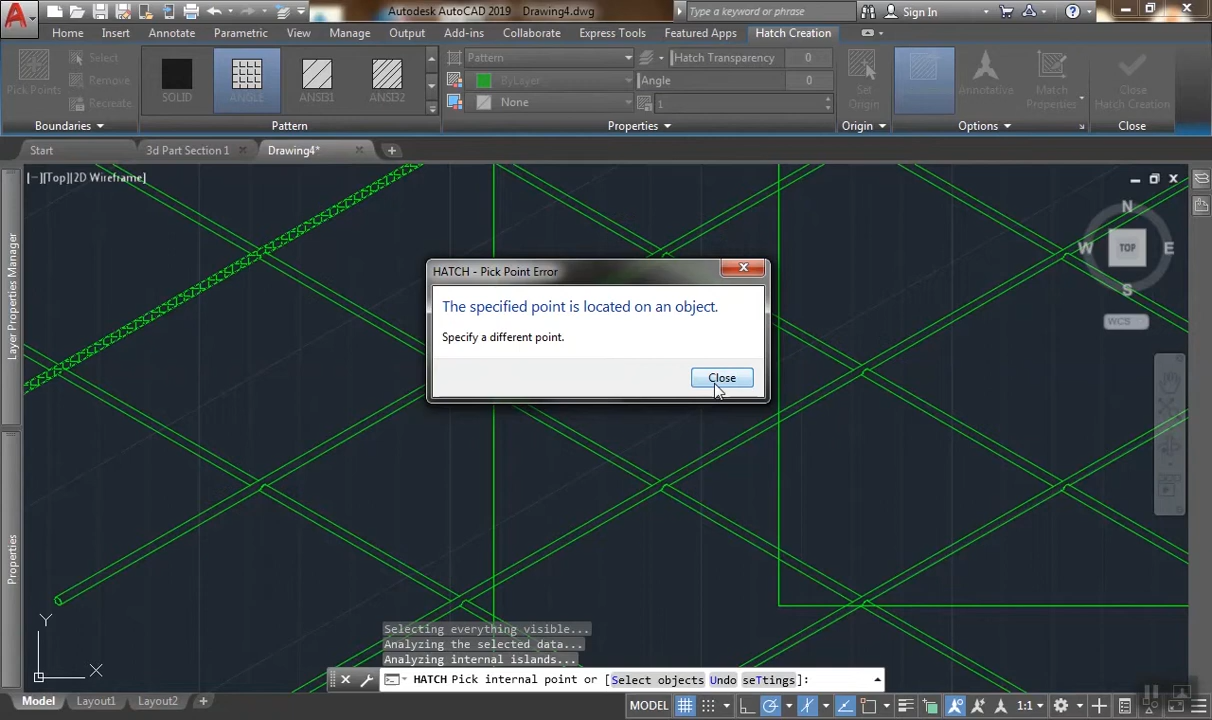 Autodesk AutoCAD 2019 Drawing4.dwg
Type a keyword or phrase
Sign In
Home Insert Annotate Parametric View Manage Output Add-ins Collaborate Express Tools Featured Apps Hatch Creation
Pick Points
Select
Remove
Recreate
Boundaries
SOLID
ANGLE
ANSI31
ANSI32
Pattern
Pattern
ByLayer
None
Hatch Transparency 0
Angle 0
1
Properties
Set
Origin
Origin
Annotative
Match
Properties
Options
Close
Hatch Creation
Close
Start
3d Part Section 1
Drawing4*
[−][Top][2D Wireframe]
Layer Properties Manager
Properties
N
W TOP E
S
WCS
HATCH - Pick Point Error
The specified point is located on an object.
Specify a different point.
Close
Y
X
Selecting everything visible...
Analyzing the selected data...
Analyzing internal islands...
HATCH Pick internal point or [Select objects Undo seTtings]:
Model Layout1 Layout2
MODEL
1:1